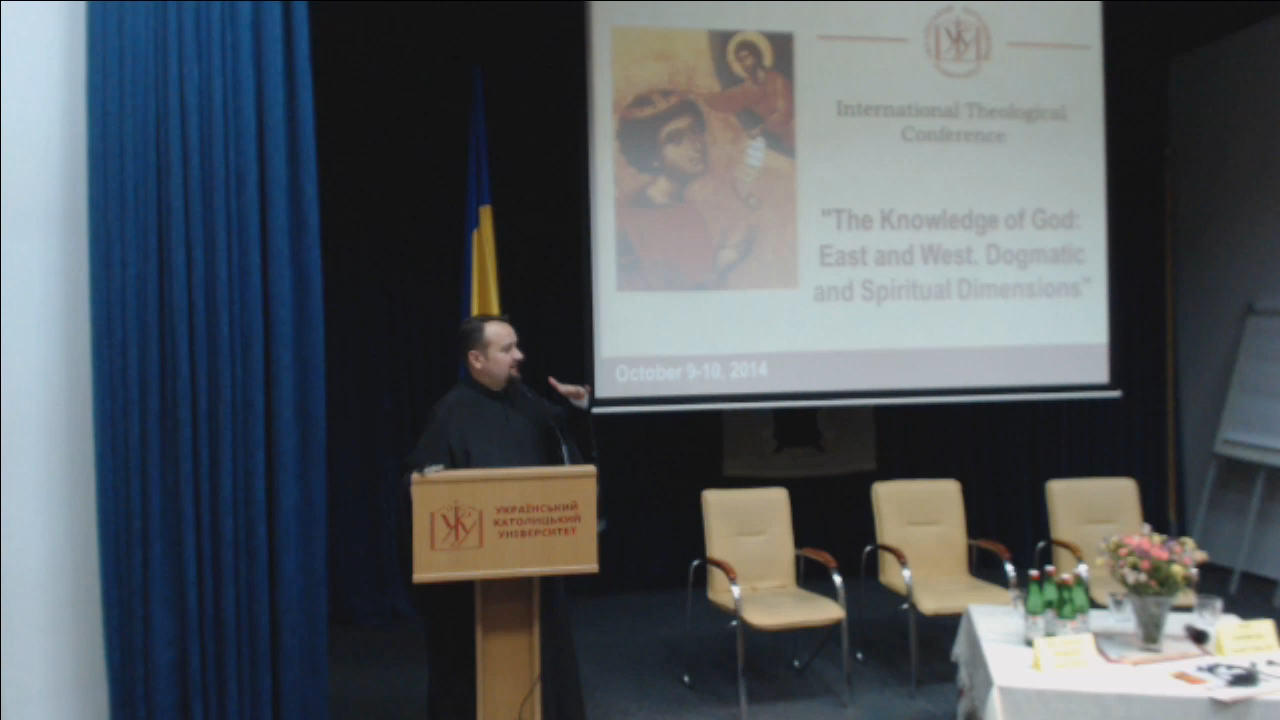 International Theological
Conference
"The Knowledge of God:
East and West. Dogmatic
and Spiritual Dimensions"
October 9-10, 2014
УКРАЇНСЬКИЙ
КАТОЛИЦЬКИЙ
УНІВЕРСИТЕТ